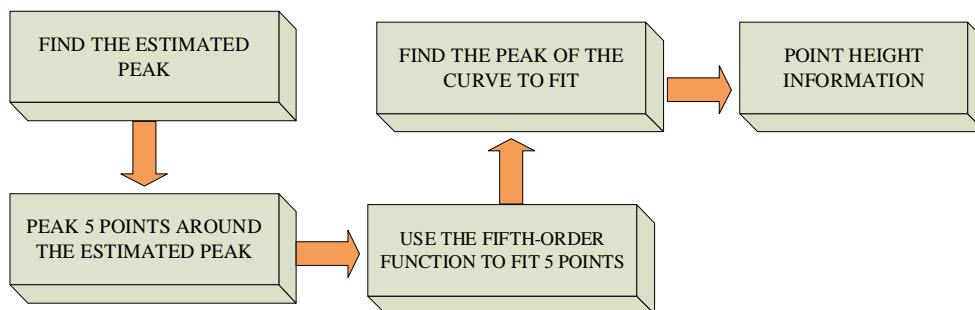 FIND THE ESTIMATED
PEAK
PEAK 5 POINTS AROUND
THE ESTIMATED PEAK
USE THE FIFTH-ORDER
FUNCTION TO FIT 5 POINTS
FIND THE PEAK OF THE
CURVE TO FIT
POINT HEIGHT
INFORMATION